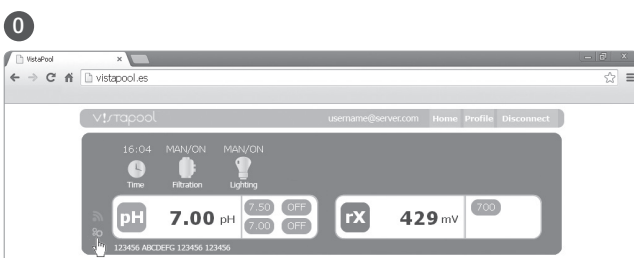 0
VistaPool
vistapool.es
V!sTapool
username@server.com Home Profile Disconnect
16:04 MAN/ON MAN/ON
Time Filtration Lighting
pH 7.00 pH 7.50 OFF 7.00 OFF
rX 429 mV 700
123456 ABCDEFG 123456 123456